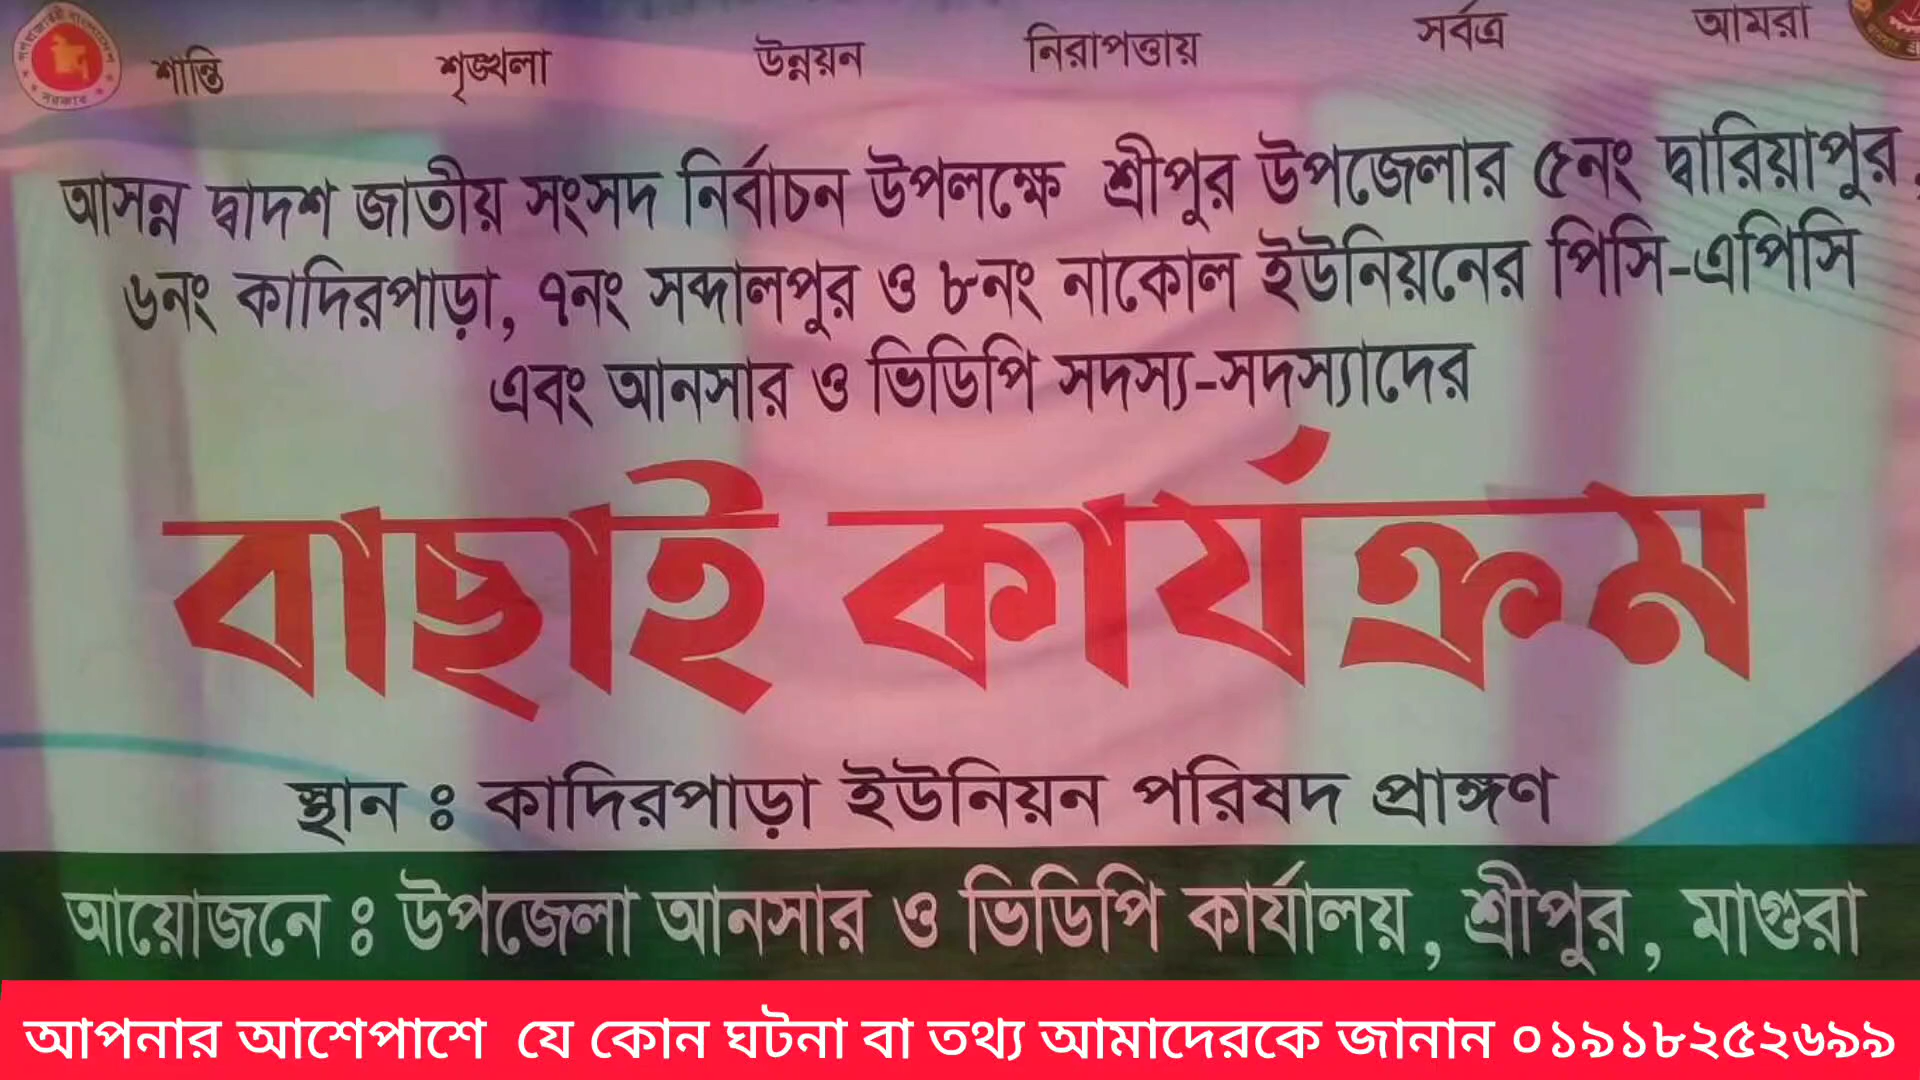 শান্তি শৃঙ্খলা উন্নয়ন নিরাপত্তায় সর্বত্র আমরা
আসন্ন দ্বাদশ জাতীয় সংসদ নির্বাচন উপলক্ষে শ্রীপুর উপজেলার ৫নং দ্বারিয়াপুর,
৬নং কাদিরপাড়া, ৭নং সব্দালপুর ও ৮নং নাকোল ইউনিয়নের পিসি-এপিসি
এবং আনসার ও ভিডিপি সদস্য-সদস্যাদের
বাছাই কার্যক্রম
স্থান ঃ কাদিরপাড়া ইউনিয়ন পরিষদ প্রাঙ্গণ
আয়োজনে ঃ উপজেলা আনসার ও ভিডিপি কার্যালয়, শ্রীপুর, মাগুরা
আপনার আশেপাশে যে কোন ঘটনা বা তথ্য আমাদেরকে জানান ০১৯১৮২৫২৬৯৯